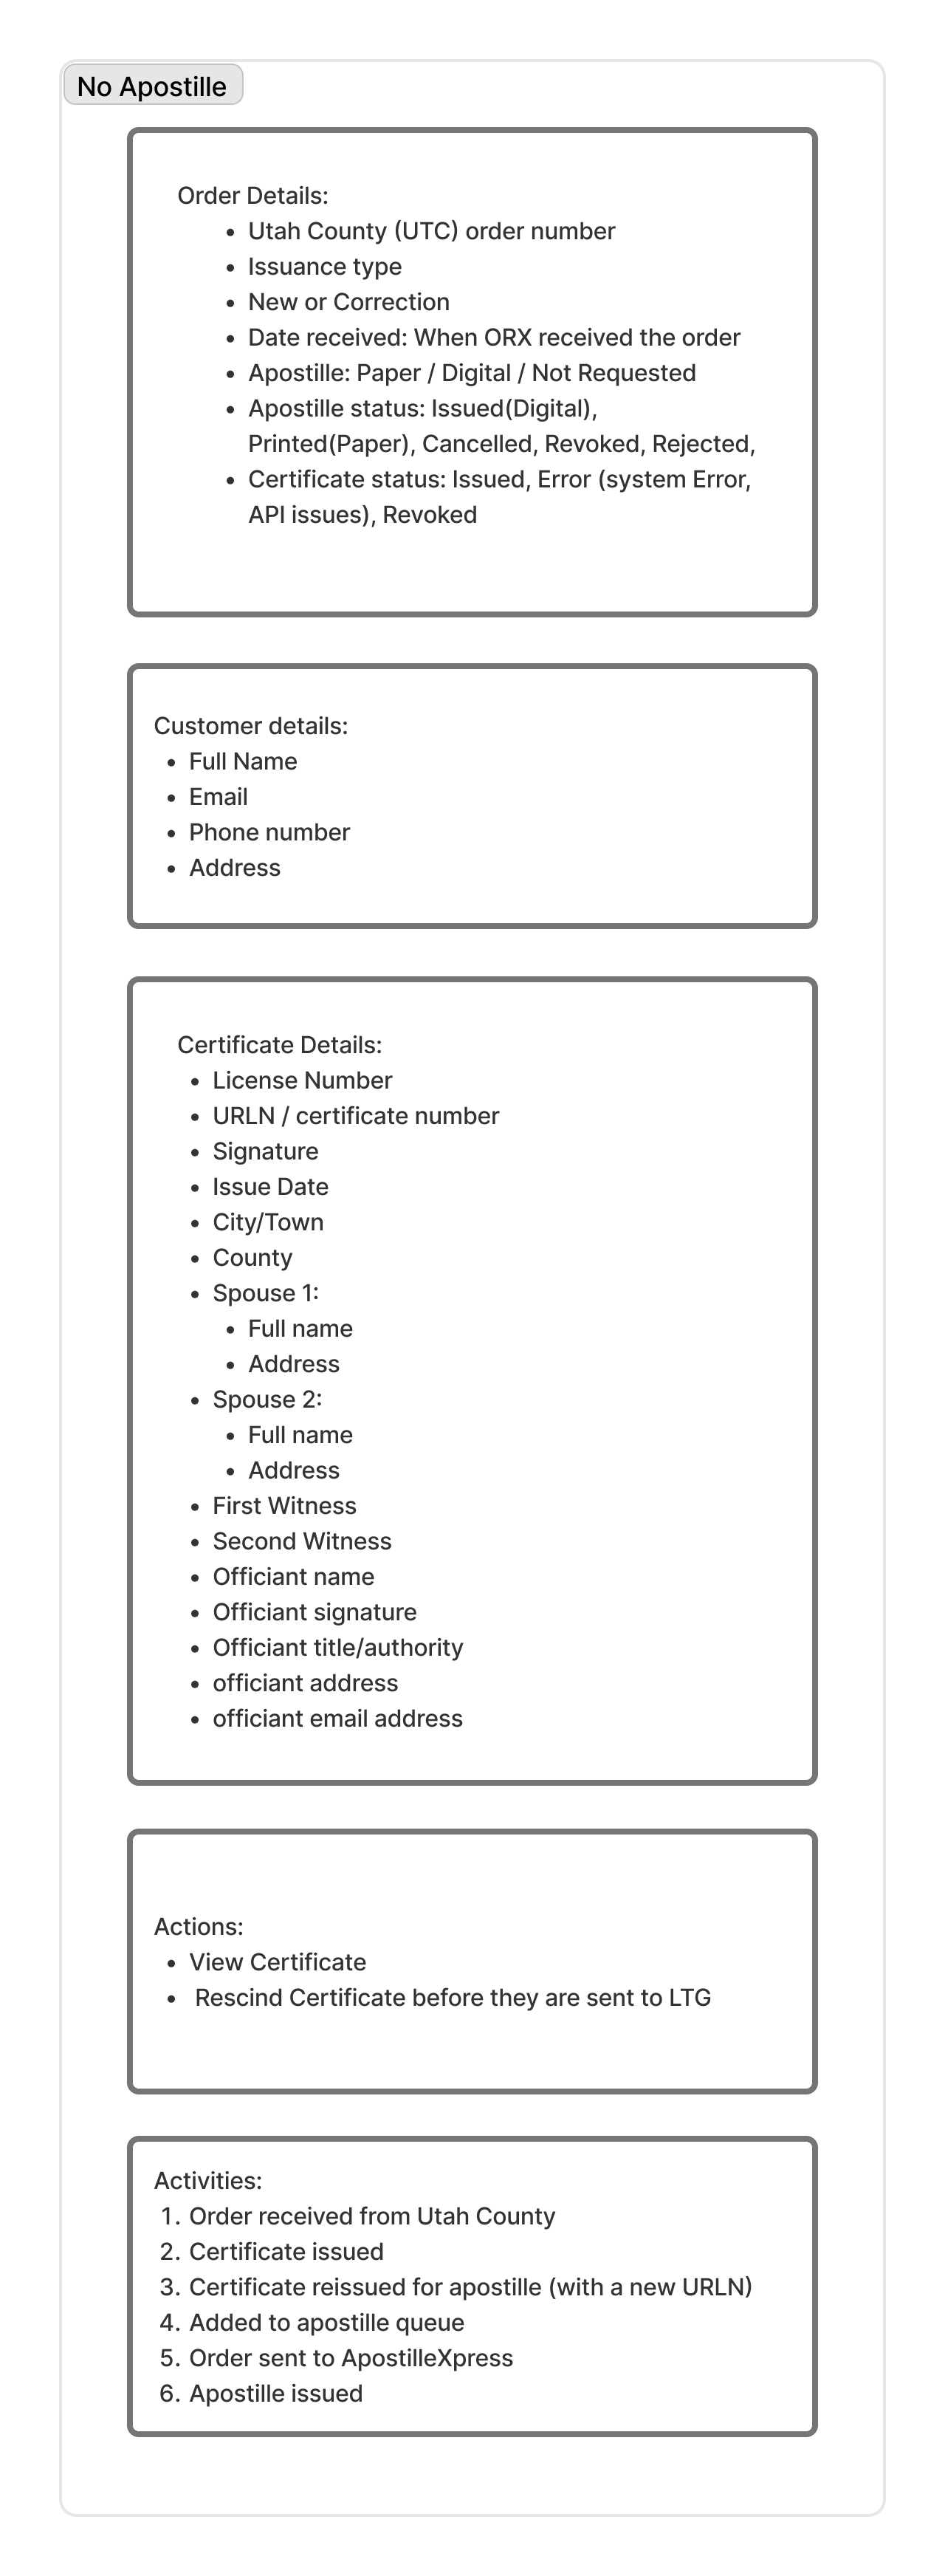 No Apostille
Order Details:
• Utah County (UTC) order number
• Issuance type
• New or Correction
• Date received: When ORX received the order
• Apostille: Paper / Digital / Not Requested
• Apostille status: Issued(Digital),
Printed(Paper), Cancelled, Revoked, Rejected,
• Certificate status: Issued, Error (system Error,
API issues), Revoked
Customer details:
• Full Name
• Email
• Phone number
• Address
Certificate Details:
• License Number
• URLN / certificate number
• Signature
• Issue Date
• City/Town
• County
• Spouse 1:
• Full name
• Address
• Spouse 2:
• Full name
• Address
• First Witness
• Second Witness
• Officiant name
• Officiant signature
• Officiant title/authority
• officiant address
• officiant email address
Actions:
• View Certificate
• Rescind Certificate before they are sent to LTG
Activities:
1. Order received from Utah County
2. Certificate issued
3. Certificate reissued for apostille (with a new URLN)
4. Added to apostille queue
5. Order sent to ApostilleXpress
6. Apostille issued